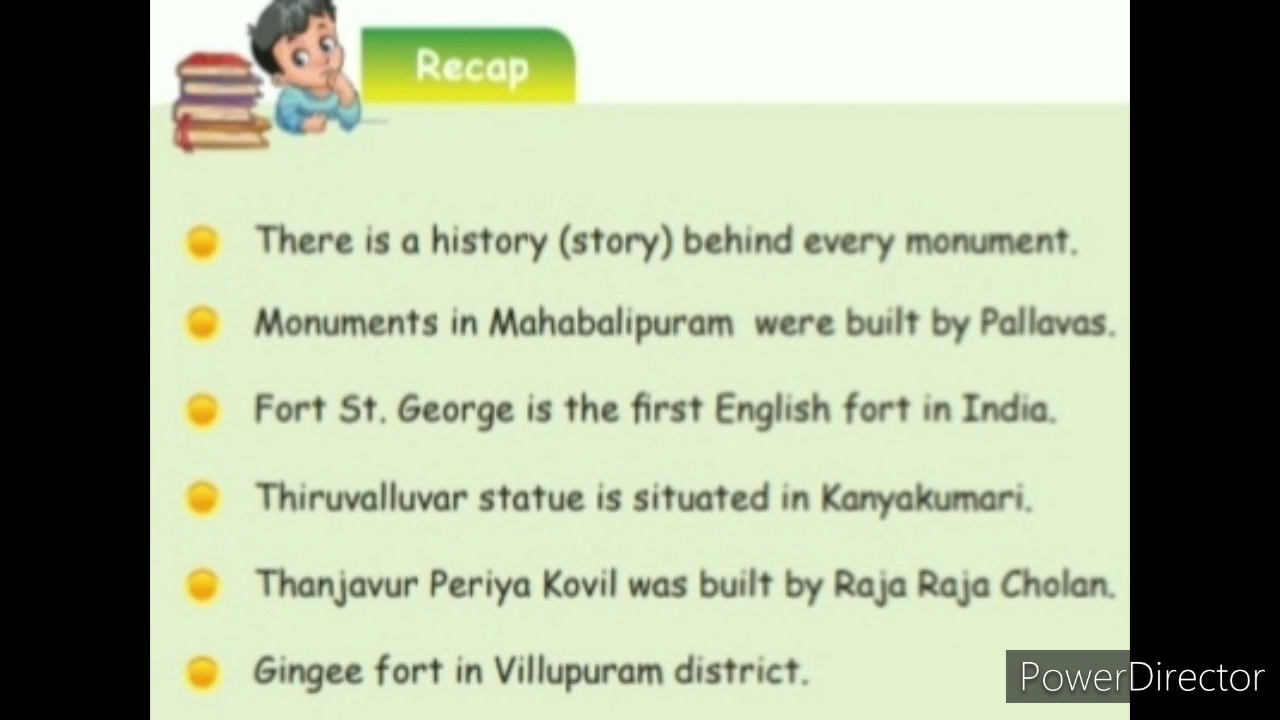 Recap
There is a history (story) behind every monument.
Monuments in Mahabalipuram were built by Pallavas.
Fort St. George is the first English fort in India.
Thiruvalluvar statue is situated in Kanyakumari.
Thanjavur Periya Kovil was built by Raja Raja Cholan.
Gingee fort in Villupuram district.
PowerDirector